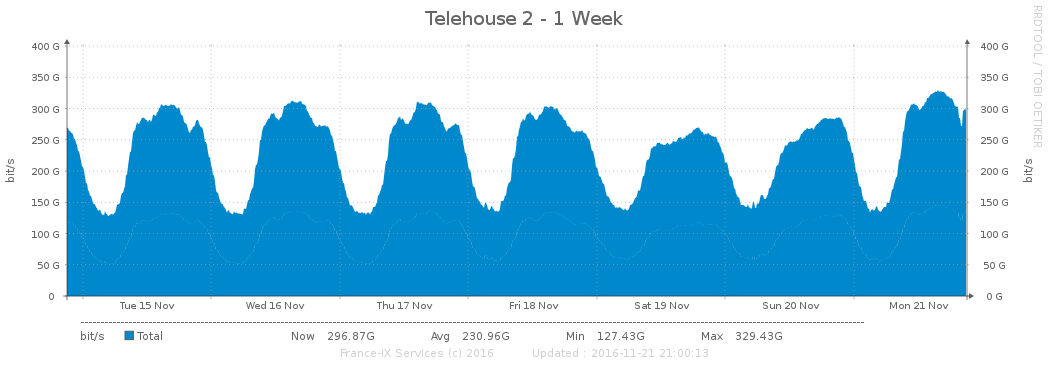 Telehouse 2 - 1 Week
RRDTOOL / TOBI OETIKER
400 G 400 G
350 G 350 G
300 G 300 G
250 G 250 G
200 G 200 G
150 G 150 G
100 G 100 G
50 G 50 G
0 0 G
bit/s bit/s
Tue 15 Nov Wed 16 Nov Thu 17 Nov Fri 18 Nov Sat 19 Nov Sun 20 Nov Mon 21 Nov
bit/s Total Now 296.87G Avg 230.96G Min 127.43G Max 329.43G
France-IX Services (c) 2016 Updated : 2016-11-21 21:00:13